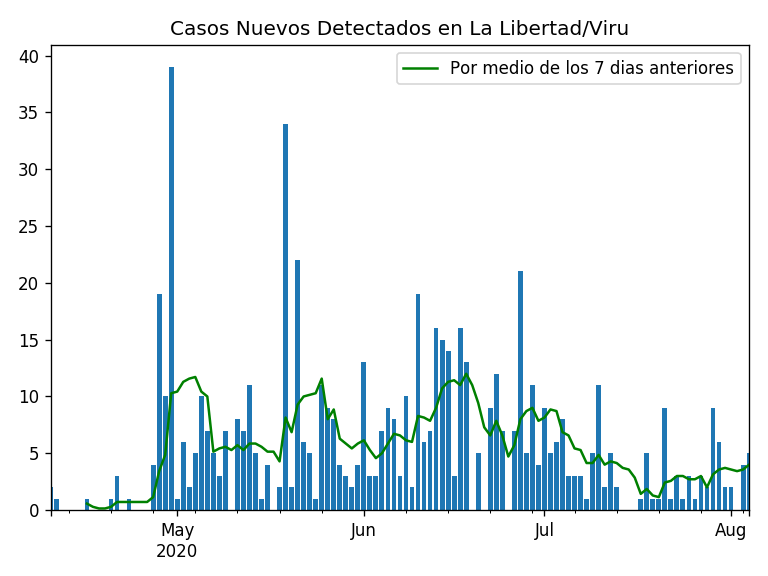 Casos Nuevos Detectados en La Libertad/Viru
Por medio de los 7 dias anteriores
40
35
30
25
20
15
10
5
0
May
2020
Jun
Jul
Aug